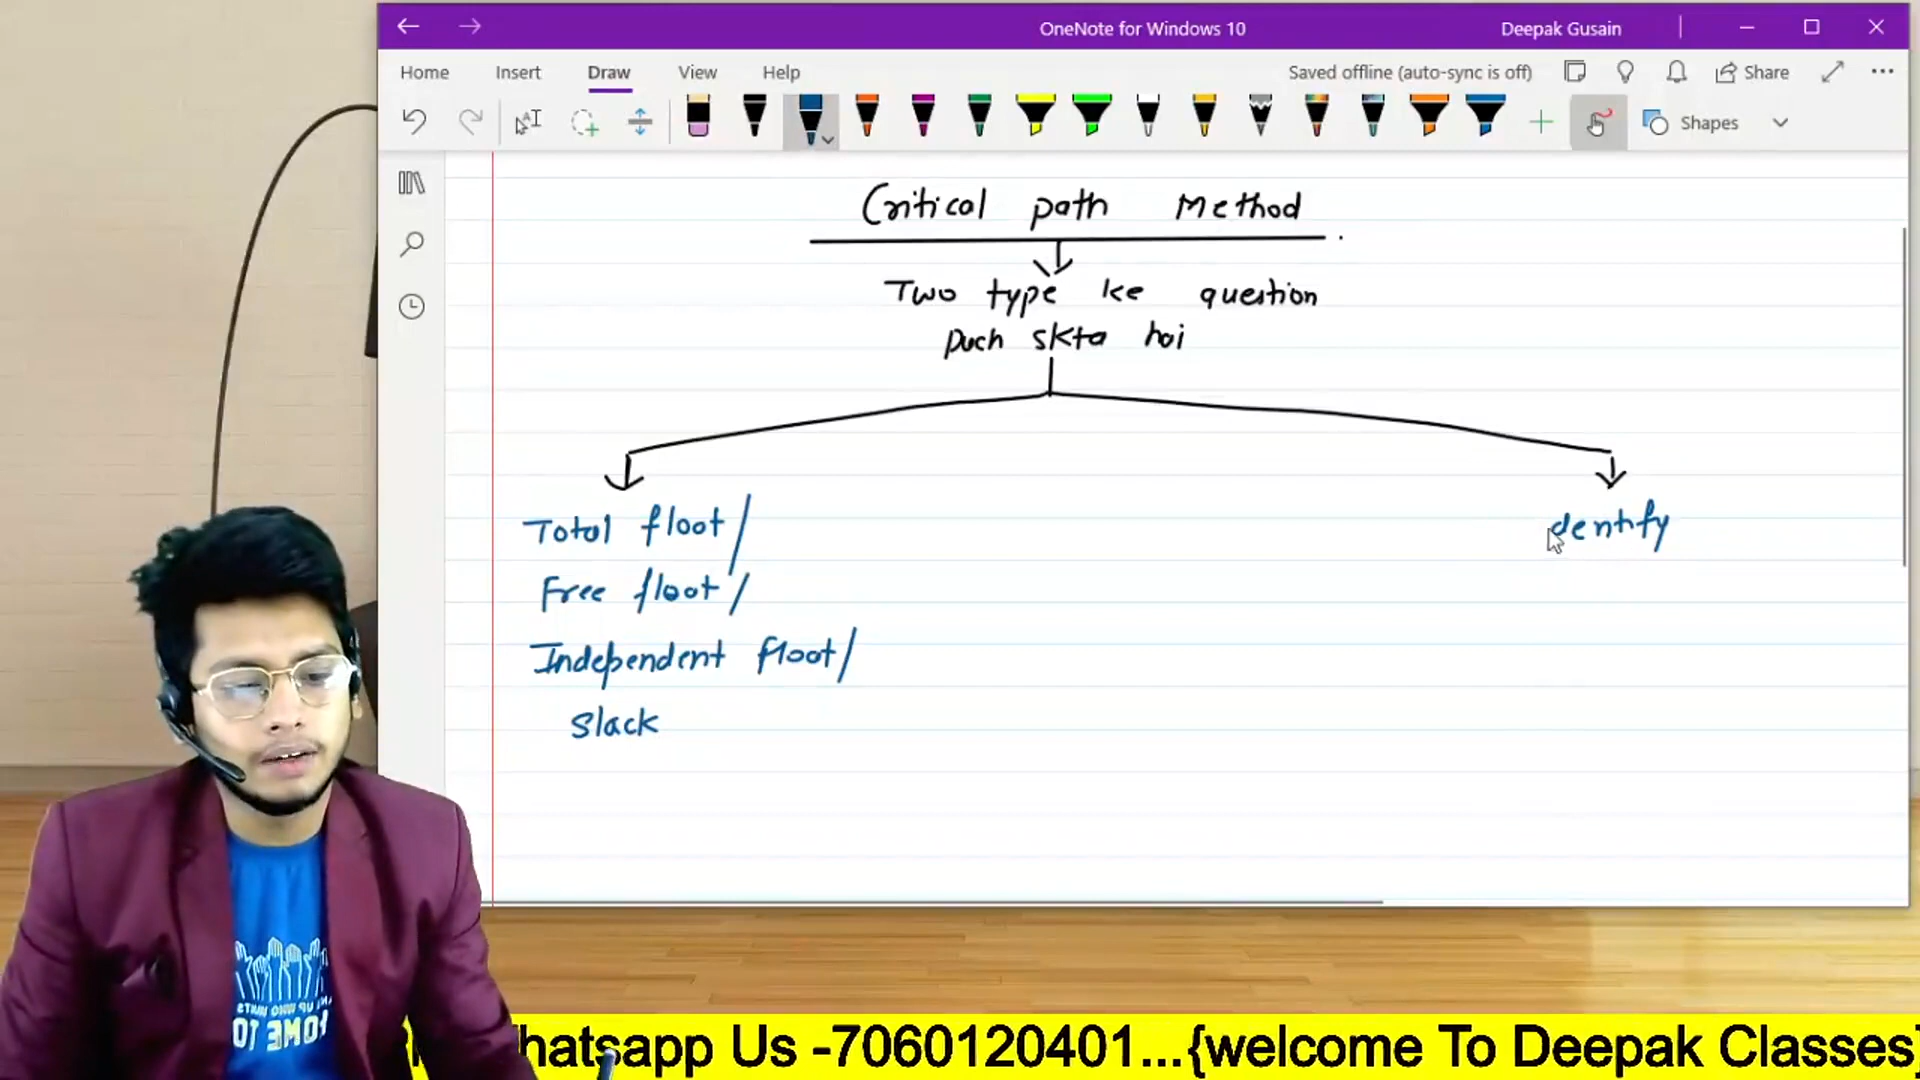 OneNote for Windows 10
Deepak Gusain
Home Insert Draw View Help
Saved offline (auto-sync is off)
Share
Shapes
Critical path Method
Two type ke question
puch skta hai
Total float/
Free float/
Independent float/
Slack
dentify
hatsapp Us -7060120401...{welcome To Deepak Classes}